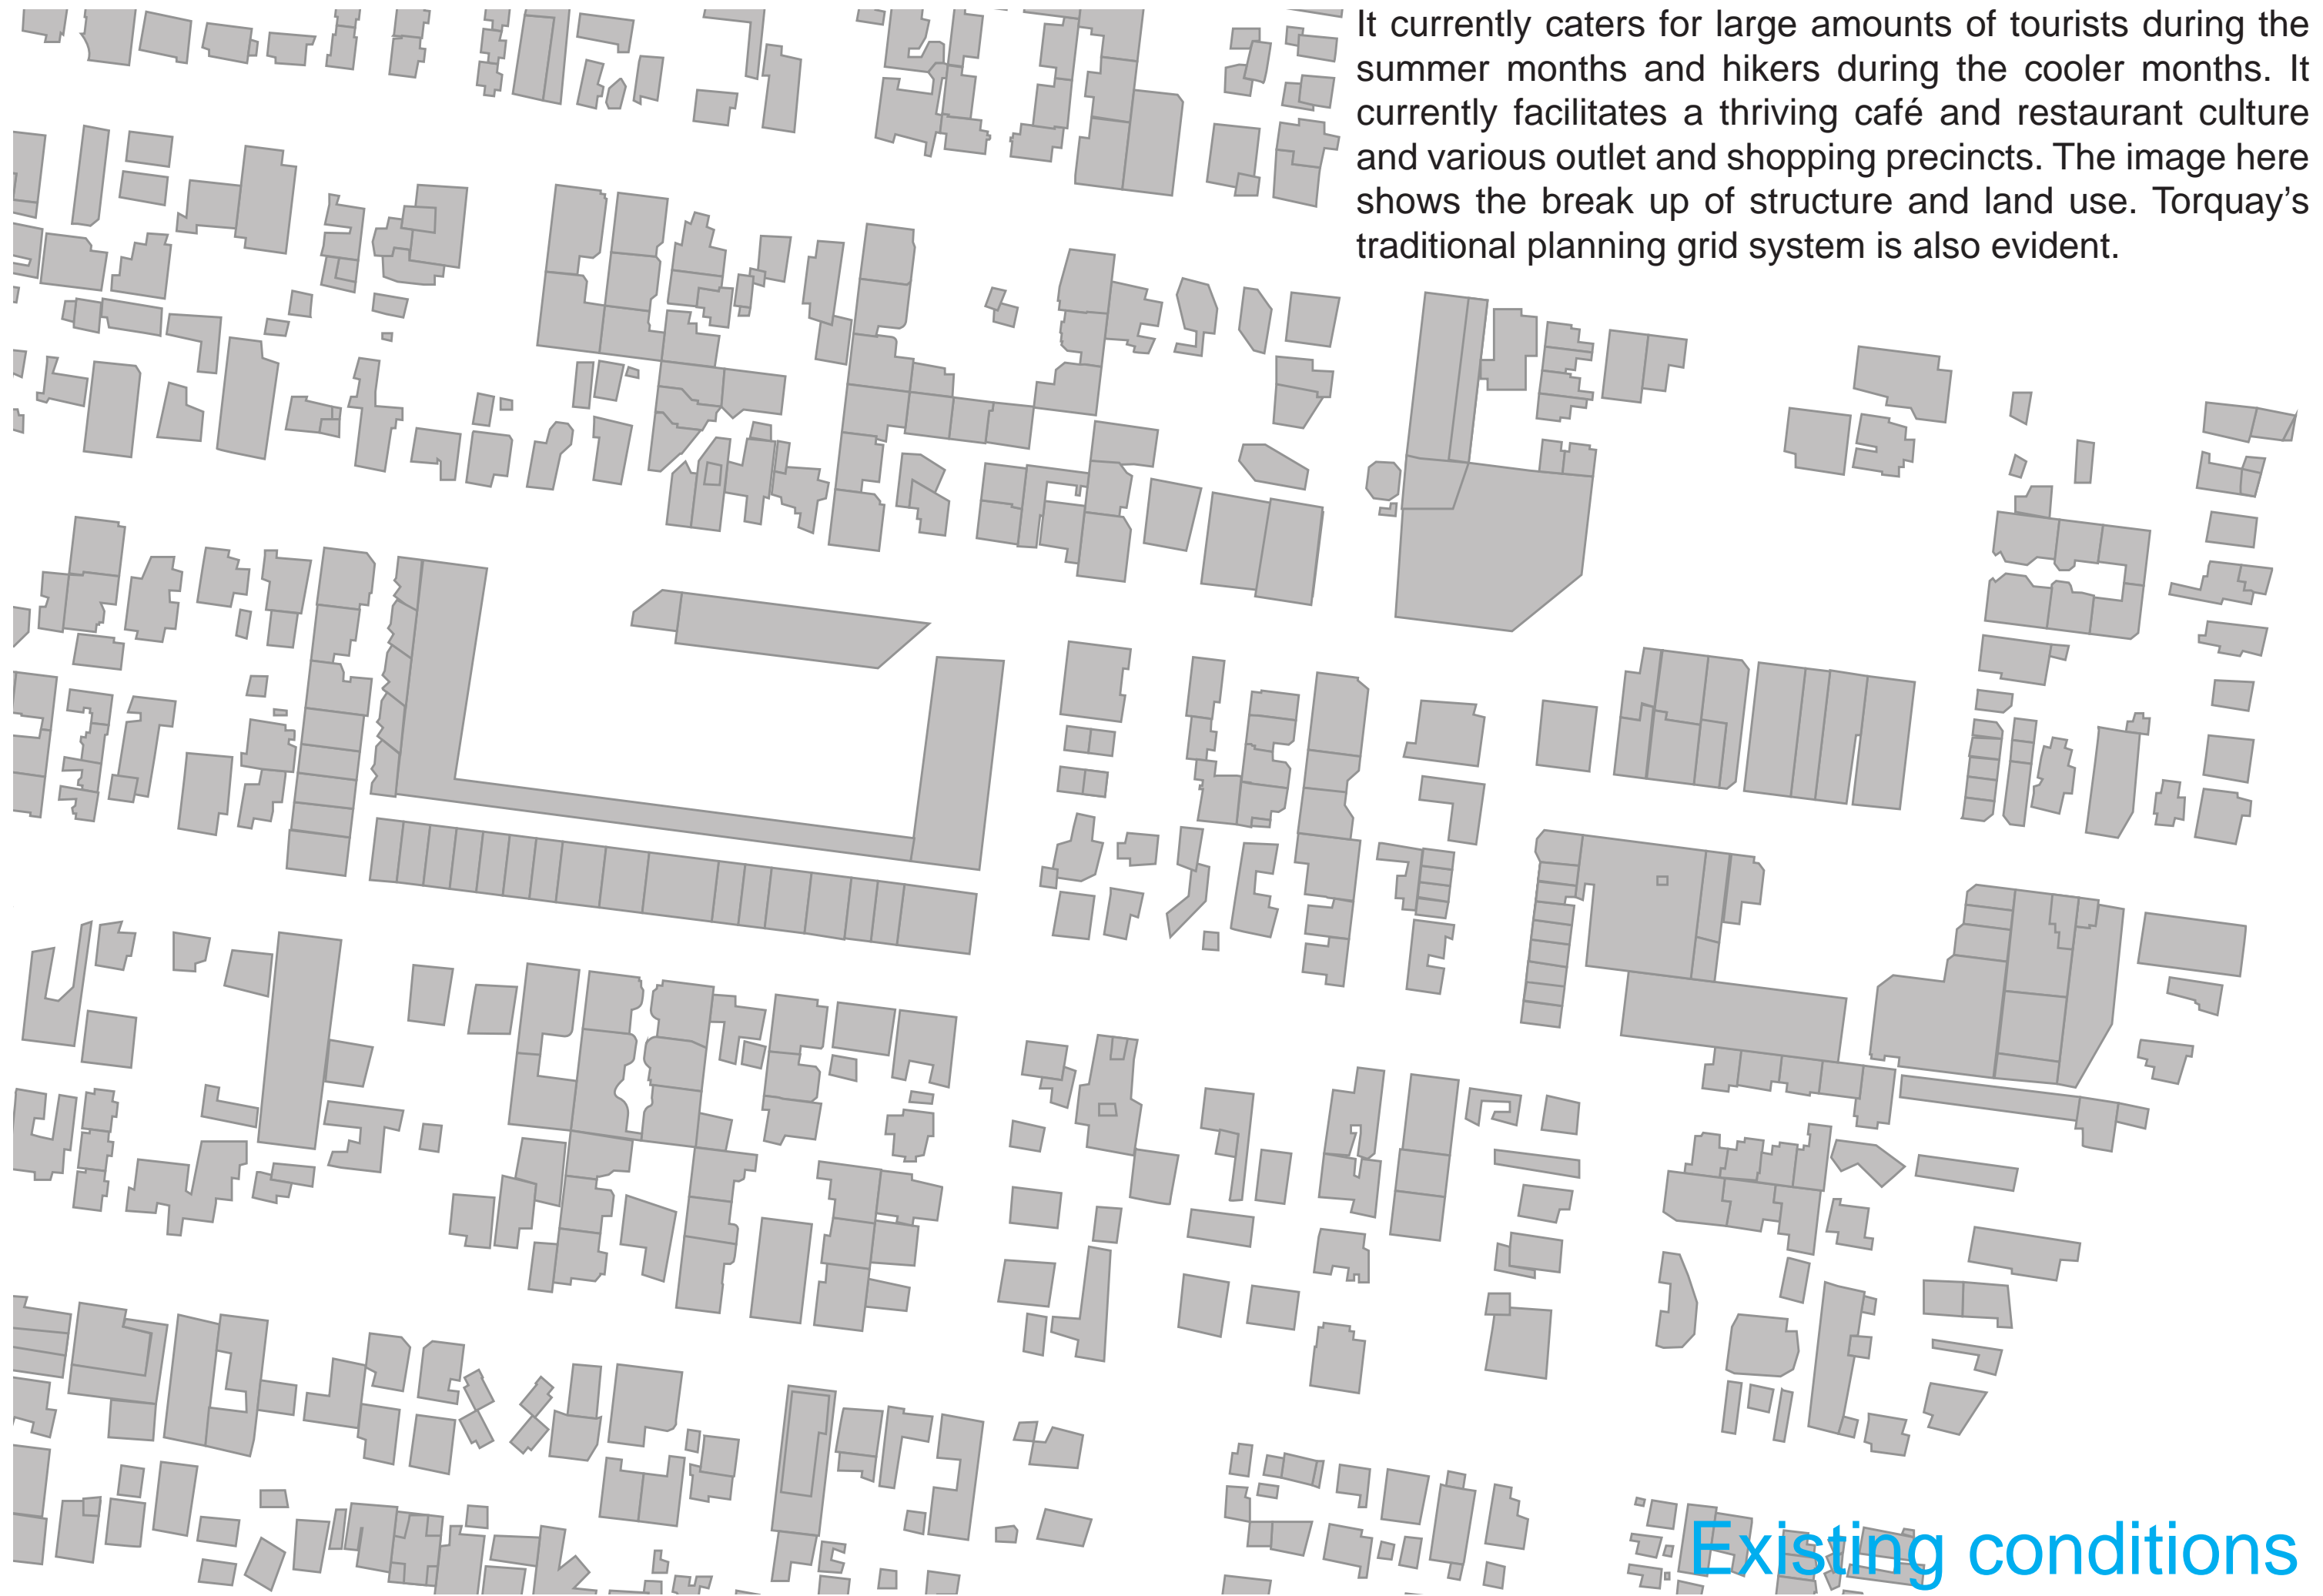 It currently caters for large amounts of tourists during the
summer months and hikers during the cooler months. It
currently facilitates a thriving café and restaurant culture
and various outlet and shopping precincts. The image here
shows the break up of structure and land use. Torquay’s
traditional planning grid system is also evident.
Existing conditions